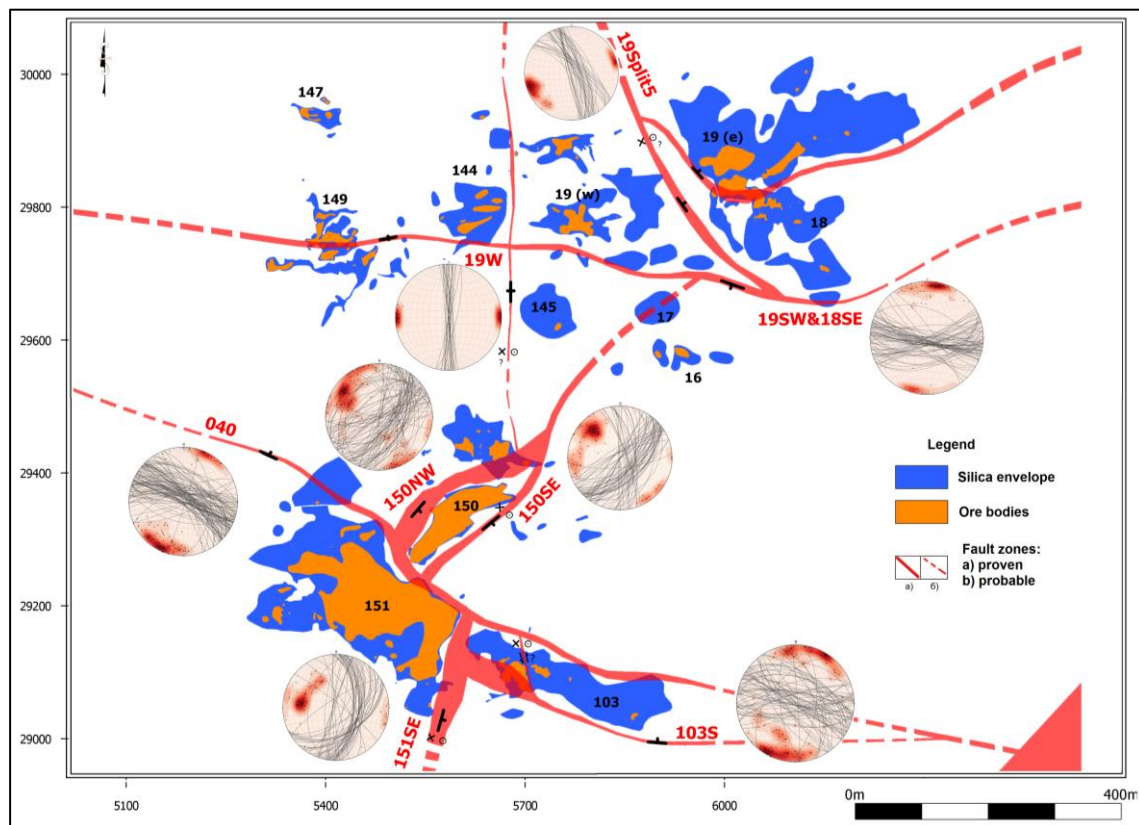 30000
29800
29600
29400
29200
29000
5100
5400
5700
6000
147
144
149
19 (w)
19 (e)
18
19Split5
19W
145
17
16
19SW&18SE
040
150NW
150
150SE
151
151SE
103
103S
?
?
?
Legend
Silica envelope
Ore bodies
Fault zones:
a) proven
b) probable
а)
б)
0m
400m